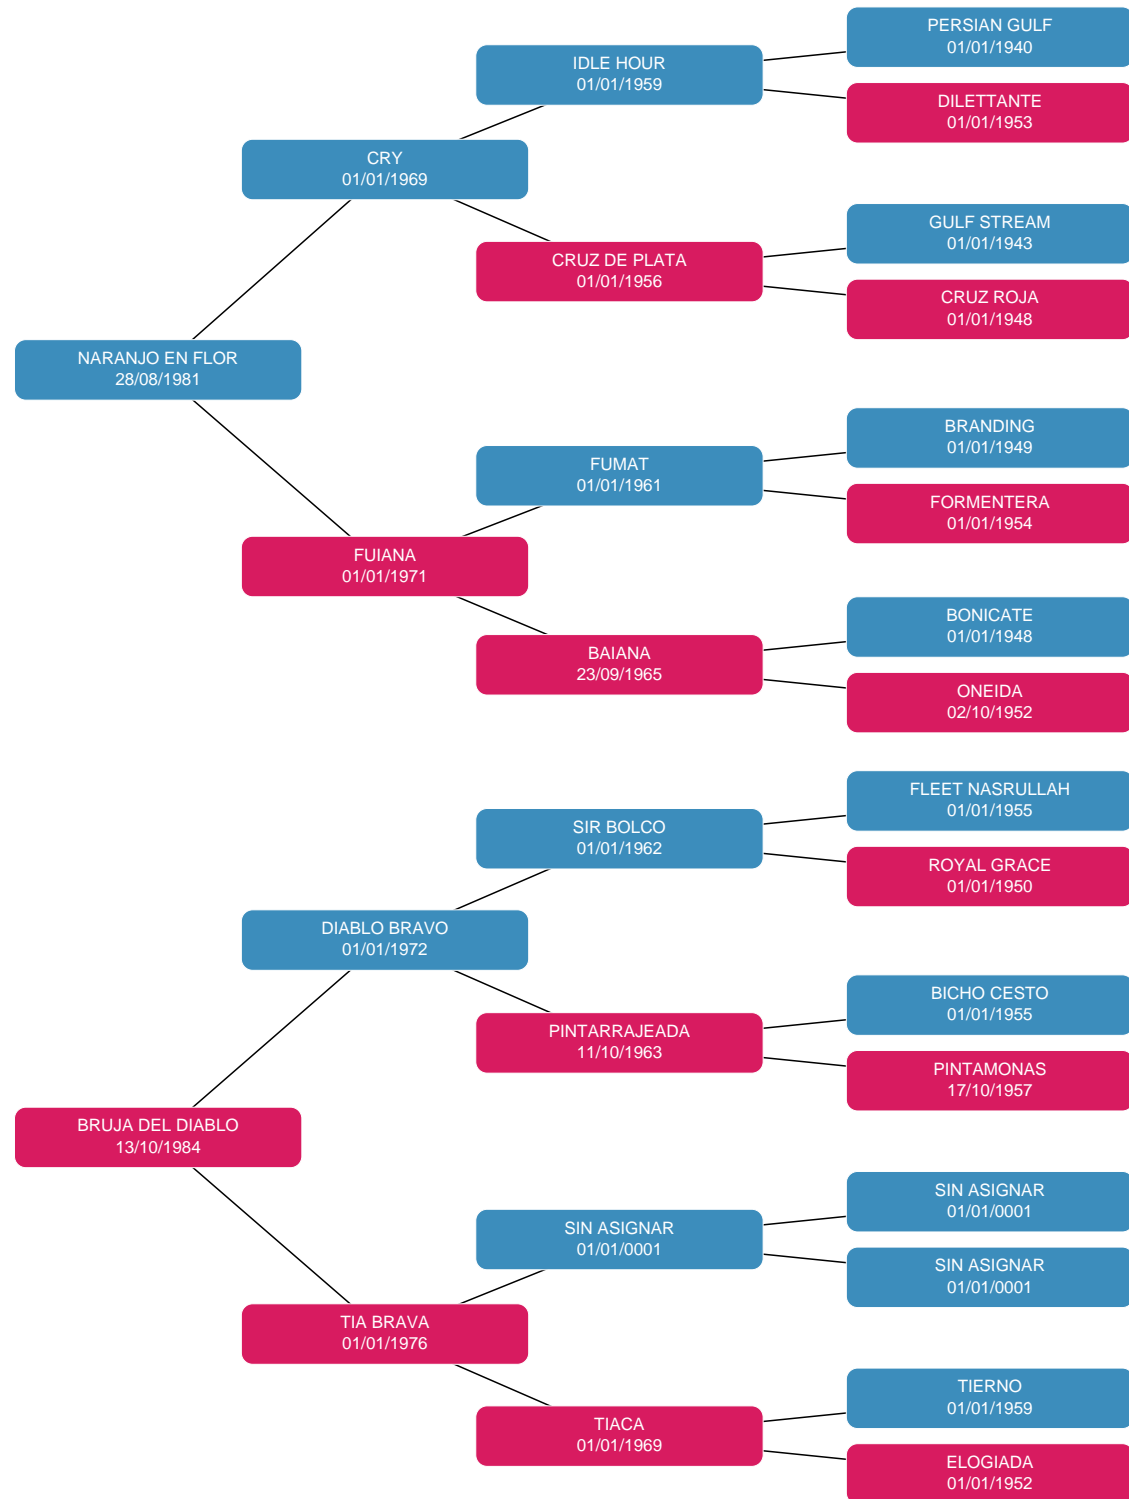 PERSIAN GULF
01/01/1940
IDLE HOUR
01/01/1959
DILETTANTE
01/01/1953
CRY
01/01/1969
GULF STREAM
01/01/1943
CRUZ DE PLATA
01/01/1956
CRUZ ROJA
01/01/1948
NARANJO EN FLOR
28/08/1981
BRANDING
01/01/1949
FUMAT
01/01/1961
FORMENTERA
01/01/1954
FUIANA
01/01/1971
BONICATE
01/01/1948
BAIANA
23/09/1965
ONEIDA
02/10/1952
FLEET NASRULLAH
01/01/1955
SIR BOLCO
01/01/1962
ROYAL GRACE
01/01/1950
DIABLO BRAVO
01/01/1972
BICHO CESTO
01/01/1955
PINTARRAJEADA
11/10/1963
PINTAMONAS
17/10/1957
BRUJA DEL DIABLO
13/10/1984
SIN ASIGNAR
01/01/0001
SIN ASIGNAR
01/01/0001
SIN ASIGNAR
01/01/0001
TIA BRAVA
01/01/1976
TIERNO
01/01/1959
TIACA
01/01/1969
ELOGIADA
01/01/1952